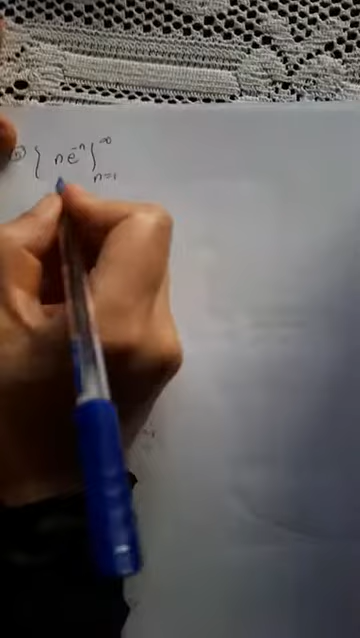 { n e^{-n} }^{∞}_{n=1}